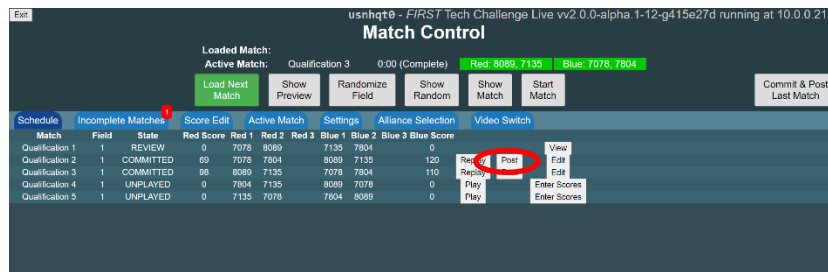 Exit
usnhqt0 - FIRST Tech Challenge Live vv2.0.0-alpha.1-12-g415e27d running at 10.0.0.21
Match Control
Loaded Match:
Active Match: Qualification 3 0:00 (Complete) Red: 8089, 7135 Blue: 7078, 7804
Load Next Match
Show Preview
Randomize Field
Show Random
Show Match
Start Match
Commit & Post Last Match
Schedule Incomplete Matches 1 Score Edit Active Match Settings Alliance Selection Video Switch
Match Field State Red Score Red 1 Red 2 Red 3 Blue 1 Blue 2 Blue 3 Blue Score
Qualification 1 1 REVIEW 0 7078 8089 7135 7804 0 View
Qualification 2 1 COMMITTED 69 7078 7804 8089 7135 120 Replay Post Edit
Qualification 3 1 COMMITTED 98 8089 7135 7078 7804 110 Replay Edit
Qualification 4 1 UNPLAYED 0 7804 7135 8089 7078 0 Play Enter Scores
Qualification 5 1 UNPLAYED 0 7135 7078 7804 8089 0 Play Enter Scores